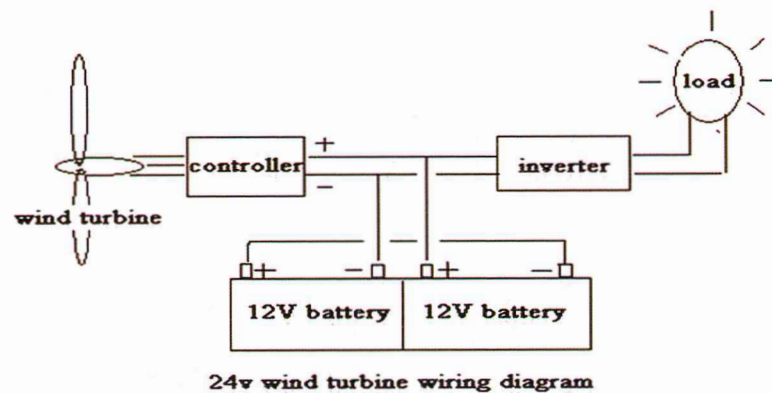 load
+
controller
inverter
-
wind turbine
+ - + -
12V battery 12V battery
24v wind turbine wiring diagram